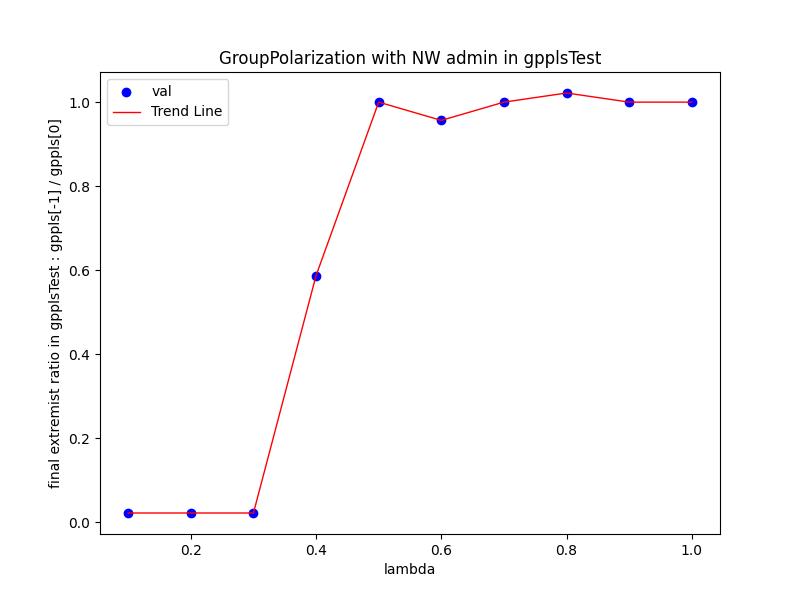 GroupPolarization with NW admin in gpplsTest
val
Trend Line
final extremist ratio in gpplsTest : gppls[-1] / gppls[0]
1.0
0.8
0.6
0.4
0.2
0.0
0.2
0.4
0.6
0.8
1.0
lambda